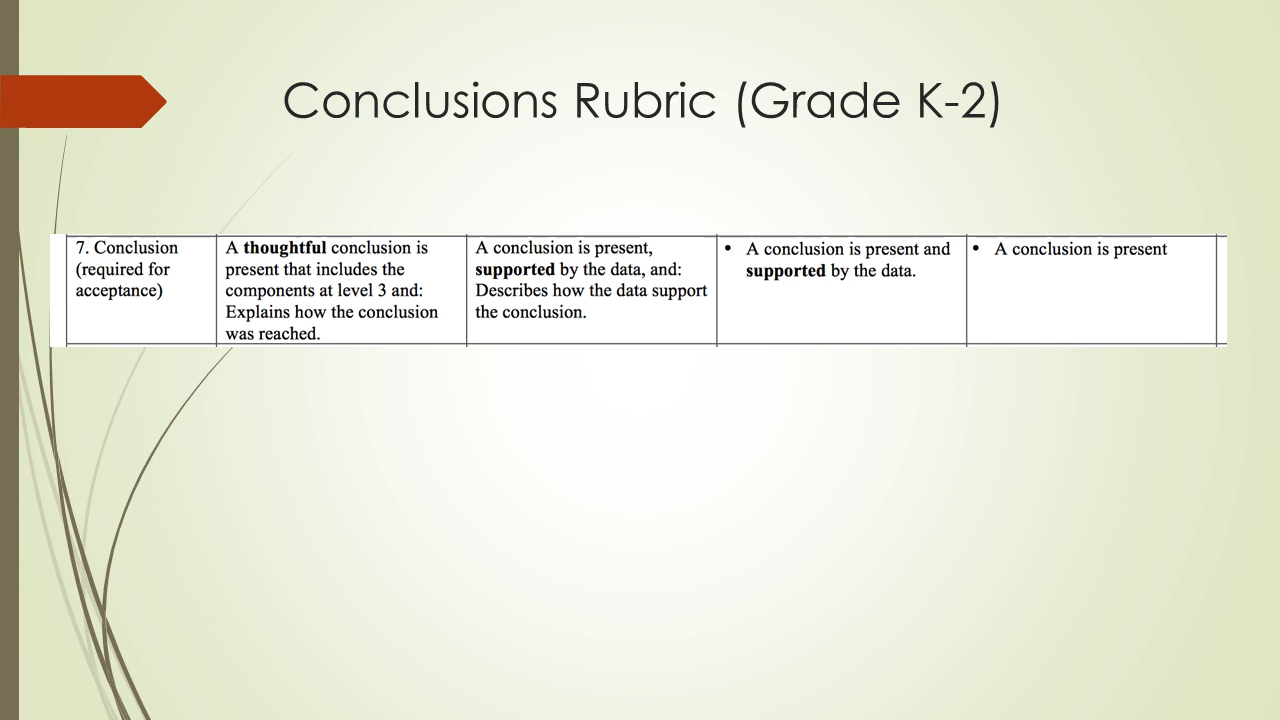 Conclusions Rubric (Grade K-2)
7. Conclusion
(required for
acceptance)
A thoughtful conclusion is
present that includes the
components at level 3 and:
Explains how the conclusion
was reached.
A conclusion is present,
supported by the data, and:
Describes how the data support
the conclusion.
• A conclusion is present and
supported by the data.
• A conclusion is present